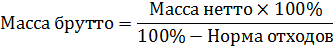 Масса брутто = Масса нетто × 100%
100% − Норма отходов